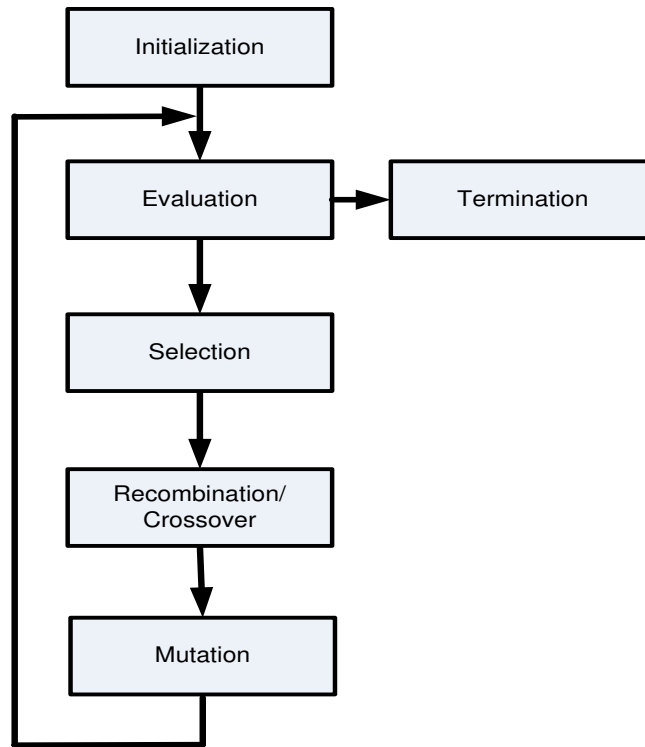 Initialization
Evaluation
Termination
Selection
Recombination/
Crossover
Mutation